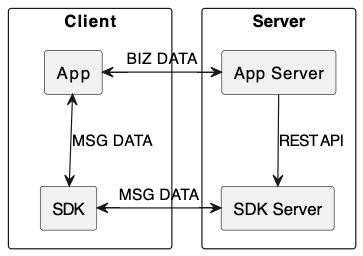 Client
Server
BIZ DATA
App
App Server
MSG DATA
REST API
MSG DATA
SDK
SDK Server